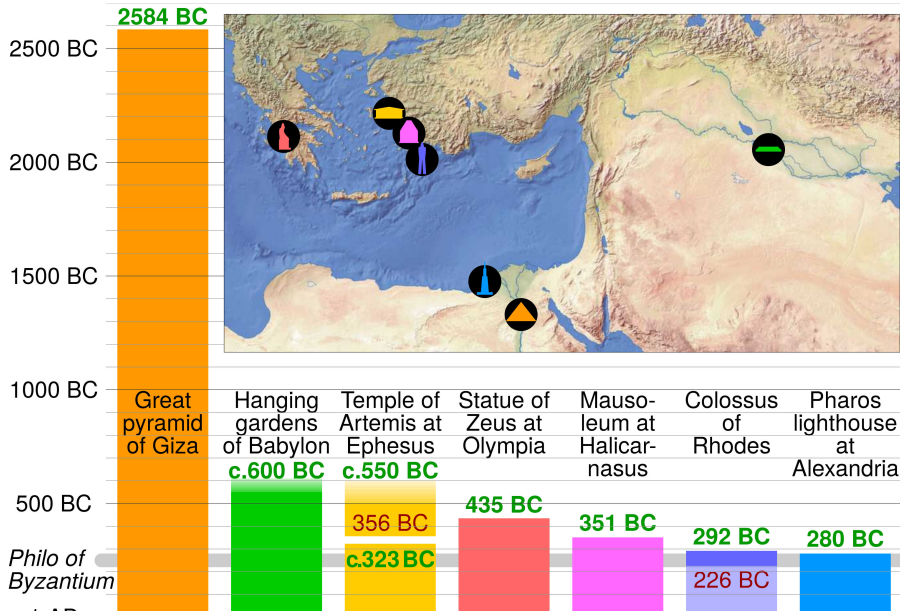 2584 BC
2500 BC
2000 BC
1500 BC
1000 BC
Great
pyramid
of Giza
Hanging
gardens
of Babylon
c.600 BC
Temple of
Artemis at
Ephesus
c.550 BC
356 BC
c.323 BC
Statue of
Zeus at
Olympia
435 BC
Mauso-
leum at
Halicar-
nassus
351 BC
Colossus
of
Rhodes
292 BC
226 BC
Pharos
lighthouse
at
Alexandria
280 BC
500 BC
Philo of
Byzantium